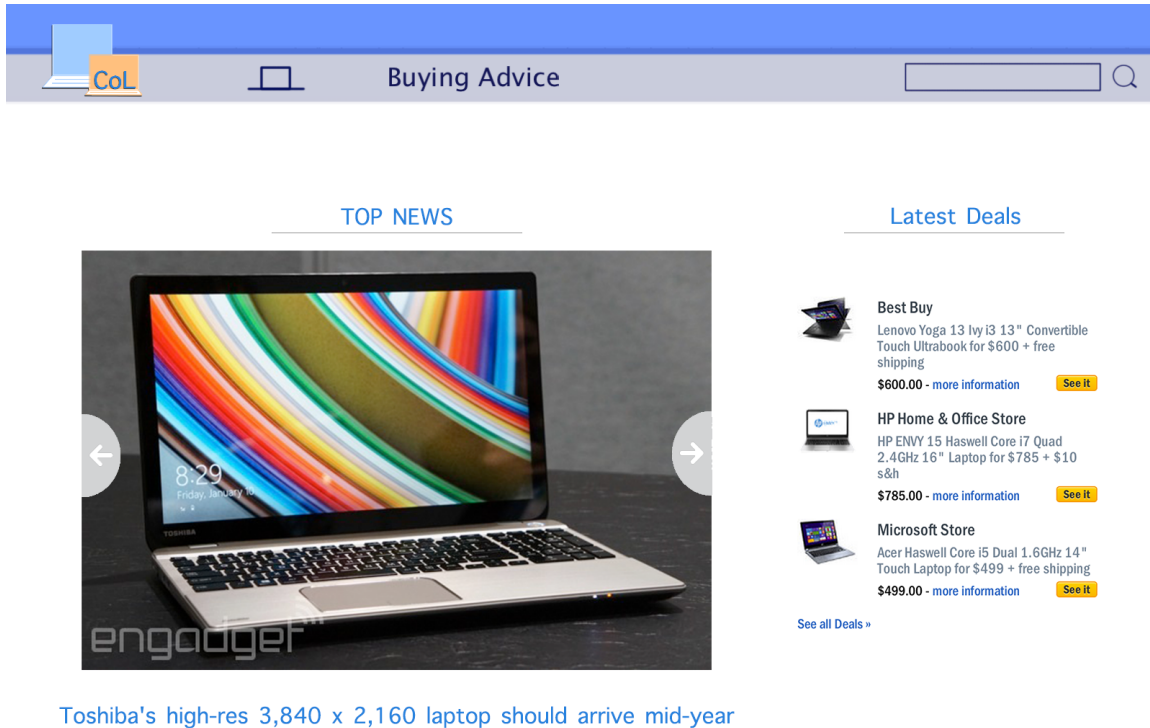 CoL
Buying Advice
TOP NEWS
8:29
Friday, January 10
TOSHIBA
engadget
Toshiba's high-res 3,840 x 2,160 laptop should arrive mid-year
Latest Deals
Best Buy
Lenovo Yoga 13 Ivy i3 13" Convertible
Touch Ultrabook for $600 + free
shipping
$600.00 - more information
See it
HP Home & Office Store
HP ENVY 15 Haswell Core i7 Quad
2.4GHz 16" Laptop for $785 + $10
s&h
$785.00 - more information
See it
Microsoft Store
Acer Haswell Core i5 Dual 1.6GHz 14"
Touch Laptop for $499 + free shipping
$499.00 - more information
See it
See all Deals »